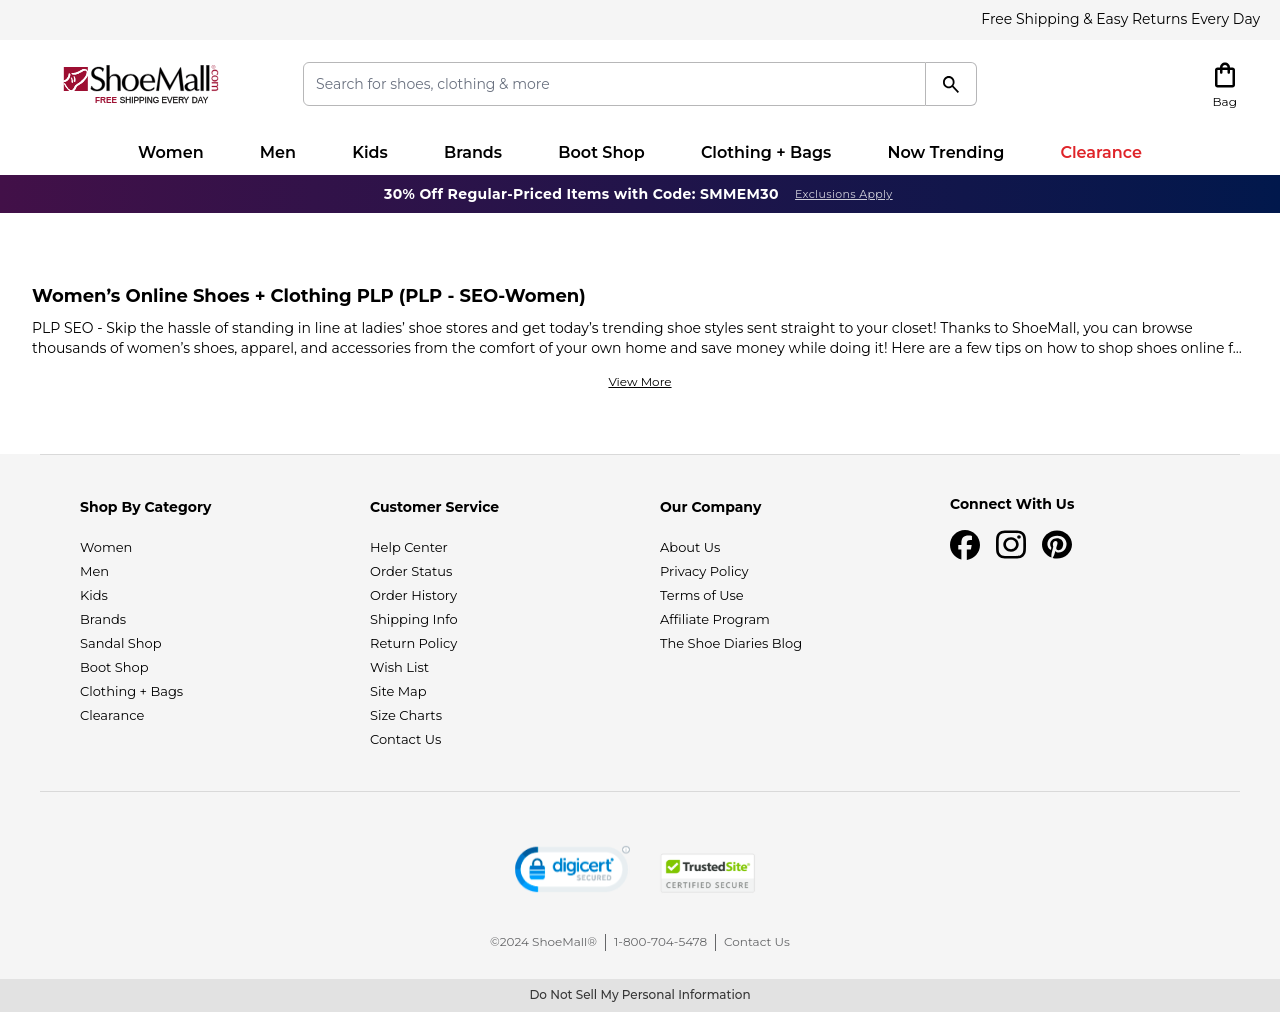 Free Shipping & Easy Returns Every Day
ShoeMall.com
FREE SHIPPING EVERY DAY
Search for shoes, clothing & more
Bag
Women Men Kids Brands Boot Shop Clothing + Bags Now Trending Clearance
30% Off Regular-Priced Items with Code: SMMEM30 Exclusions Apply
Women’s Online Shoes + Clothing PLP (PLP - SEO-Women)
PLP SEO - Skip the hassle of standing in line at ladies’ shoe stores and get today’s trending shoe styles sent straight to your closet! Thanks to ShoeMall, you can browse
thousands of women’s shoes, apparel, and accessories from the comfort of your own home and save money while doing it! Here are a few tips on how to shop shoes online f...
View More
Shop By Category
Women
Men
Kids
Brands
Sandal Shop
Boot Shop
Clothing + Bags
Clearance
Customer Service
Help Center
Order Status
Order History
Shipping Info
Return Policy
Wish List
Site Map
Size Charts
Contact Us
Our Company
About Us
Privacy Policy
Terms of Use
Affiliate Program
The Shoe Diaries Blog
Connect With Us
digicert
SECURED
TrustedSite
CERTIFIED SECURE
©2024 ShoeMall® 1-800-704-5478 Contact Us
Do Not Sell My Personal Information